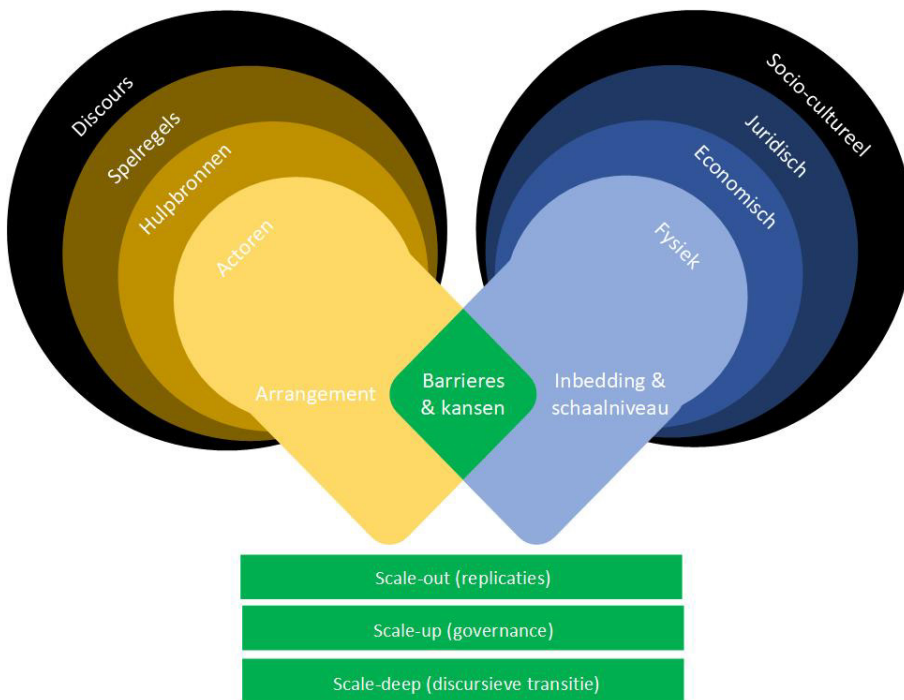 Discours
Spelregels
Hulpbronnen
Actoren
Arrangement
Socio-cultureel
Juridisch
Economisch
Fysiek
Inbedding &
schaalniveau
Barrieres
& kansen
Scale-out (replicaties)
Scale-up (governance)
Scale-deep (discursieve transitie)